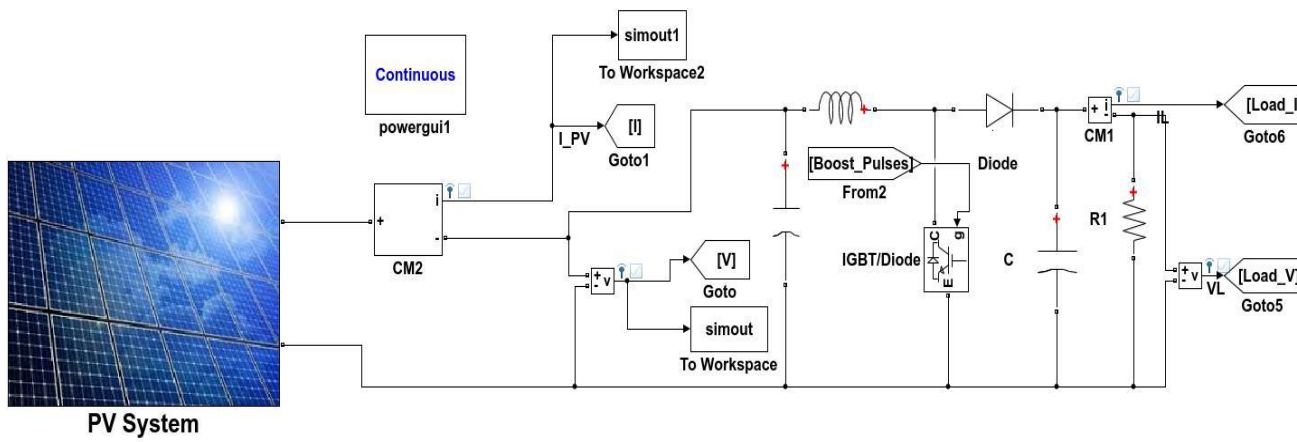 simout1
To Workspace2
Continuous
powergui1
I_PV
[I]
Goto1
i
+
-
CM2
PV System
+
-
v
[V]
Goto
simout
To Workspace
+
+
[Boost_Pulses]
From2
Diode
C
g
E
IGBT/Diode
+
C
+
i
-
CM1
IL
[Load_I
Goto6
+
R1
+
-
v
VL
[Load_V]
Goto5